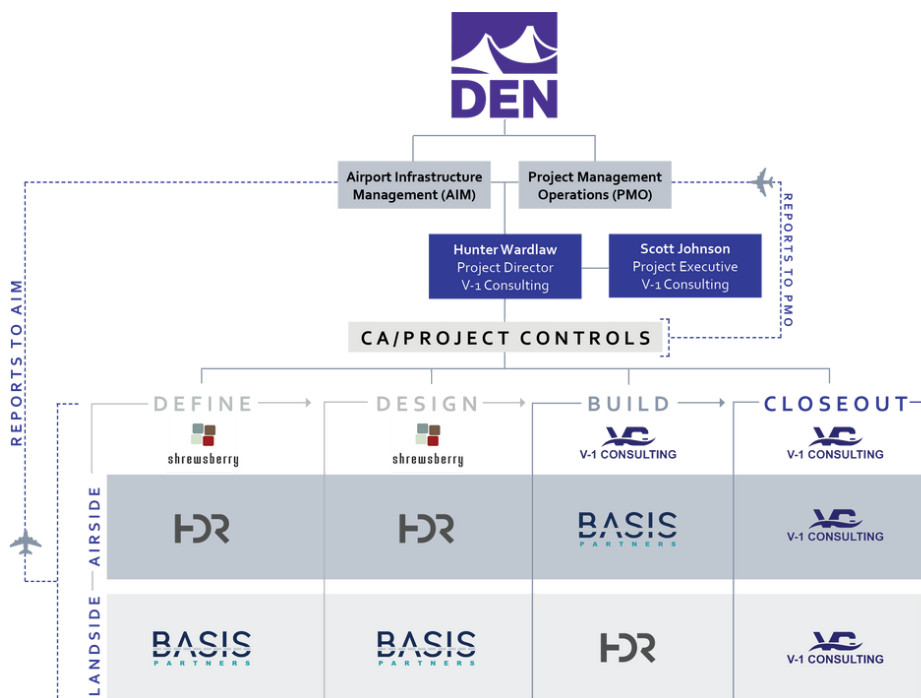 DEN
Airport Infrastructure
Management (AIM)
Project Management
Operations (PMO)
REPORTS TO PMO
Hunter Wardlaw
Project Director
V-1 Consulting
Scott Johnson
Project Executive
V-1 Consulting
REPORTS TO AIM
CA/PROJECT CONTROLS
DEFINE
DESIGN
BUILD
CLOSEOUT
shrewsberry
shrewsberry
V-1 CONSULTING
V-1 CONSULTING
AIRSIDE
HDR
HDR
BASIS
PARTNERS
V-1 CONSULTING
LANDSIDE
BASIS
PARTNERS
BASIS
PARTNERS
HDR
V-1 CONSULTING